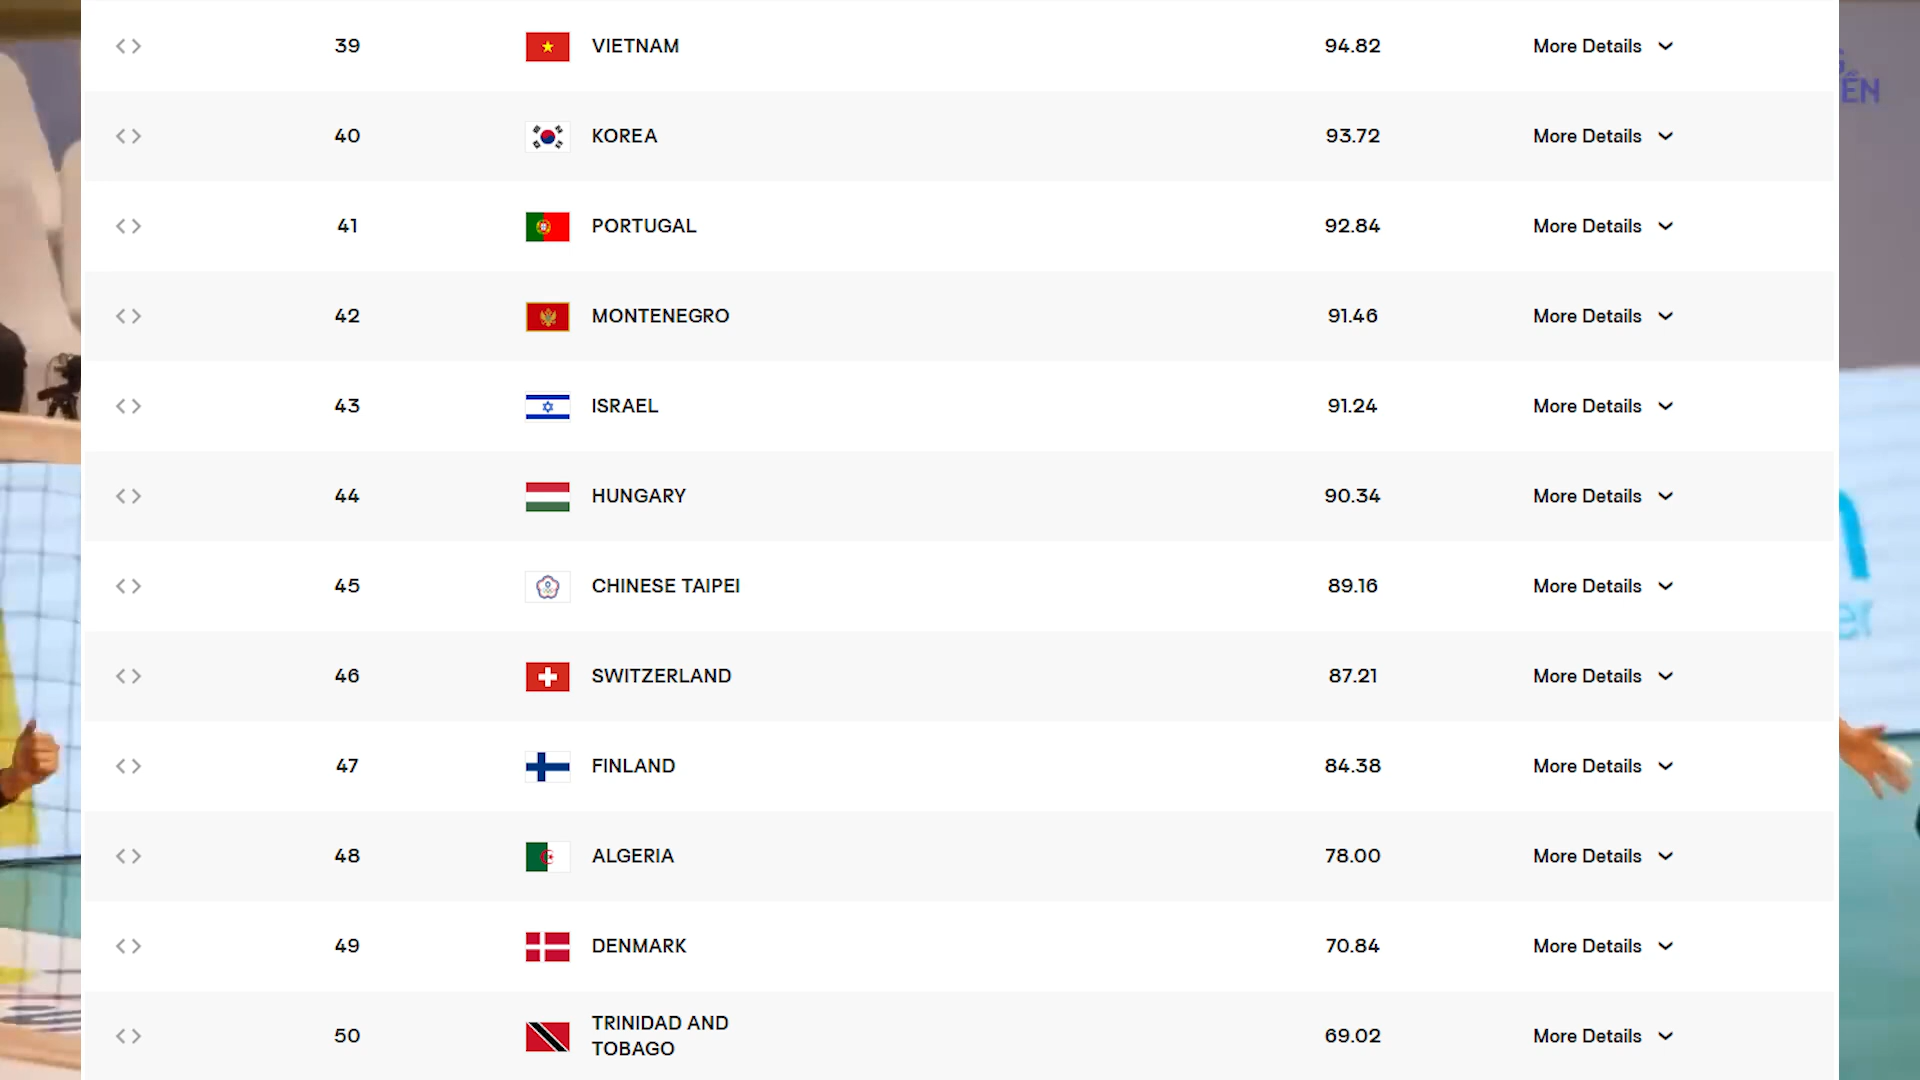 39 VIETNAM 94.82 More Details
40 KOREA 93.72 More Details
41 PORTUGAL 92.84 More Details
42 MONTENEGRO 91.46 More Details
43 ISRAEL 91.24 More Details
44 HUNGARY 90.34 More Details
45 CHINESE TAIPEI 89.16 More Details
46 SWITZERLAND 87.21 More Details
47 FINLAND 84.38 More Details
48 ALGERIA 78.00 More Details
49 DENMARK 70.84 More Details
50 TRINIDAD AND
TOBAGO 69.02 More Details